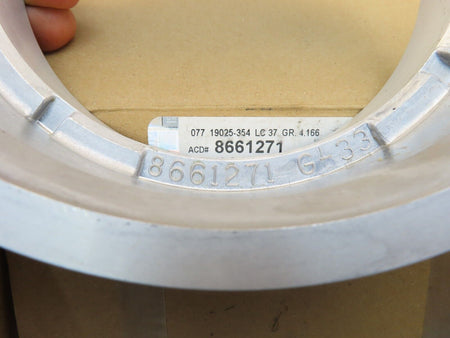 077 19025-354 LC 37 GR. 4.166
ACD# 8661271
8661271 GL33